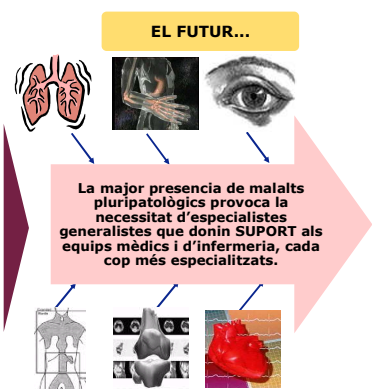 EL FUTUR...
La major presencia de malalts
pluripatològics provoca la
necessitat d'especialistes
generalistes que donin SUPORT als
equips mèdics i d'infermeria, cada
cop més especialitzats.